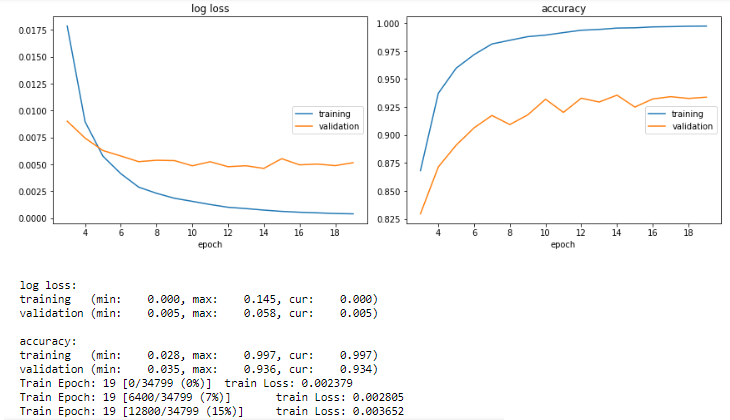 log loss
0.0175
0.0150
0.0125
0.0100
0.0075
0.0050
0.0025
0.0000
training
validation
4 6 8 10 12 14 16 18
epoch
accuracy
1.000
0.975
0.950
0.925
0.900
0.875
0.850
0.825
training
validation
4 6 8 10 12 14 16 18
epoch
log loss:
training (min: 0.000, max: 0.145, cur: 0.000)
validation (min: 0.005, max: 0.058, cur: 0.005)
accuracy:
training (min: 0.028, max: 0.997, cur: 0.997)
validation (min: 0.035, max: 0.936, cur: 0.934)
Train Epoch: 19 [0/34799 (0%)] train Loss: 0.002379
Train Epoch: 19 [6400/34799 (7%)] train Loss: 0.002805
Train Epoch: 19 [12800/34799 (15%)] train Loss: 0.003652